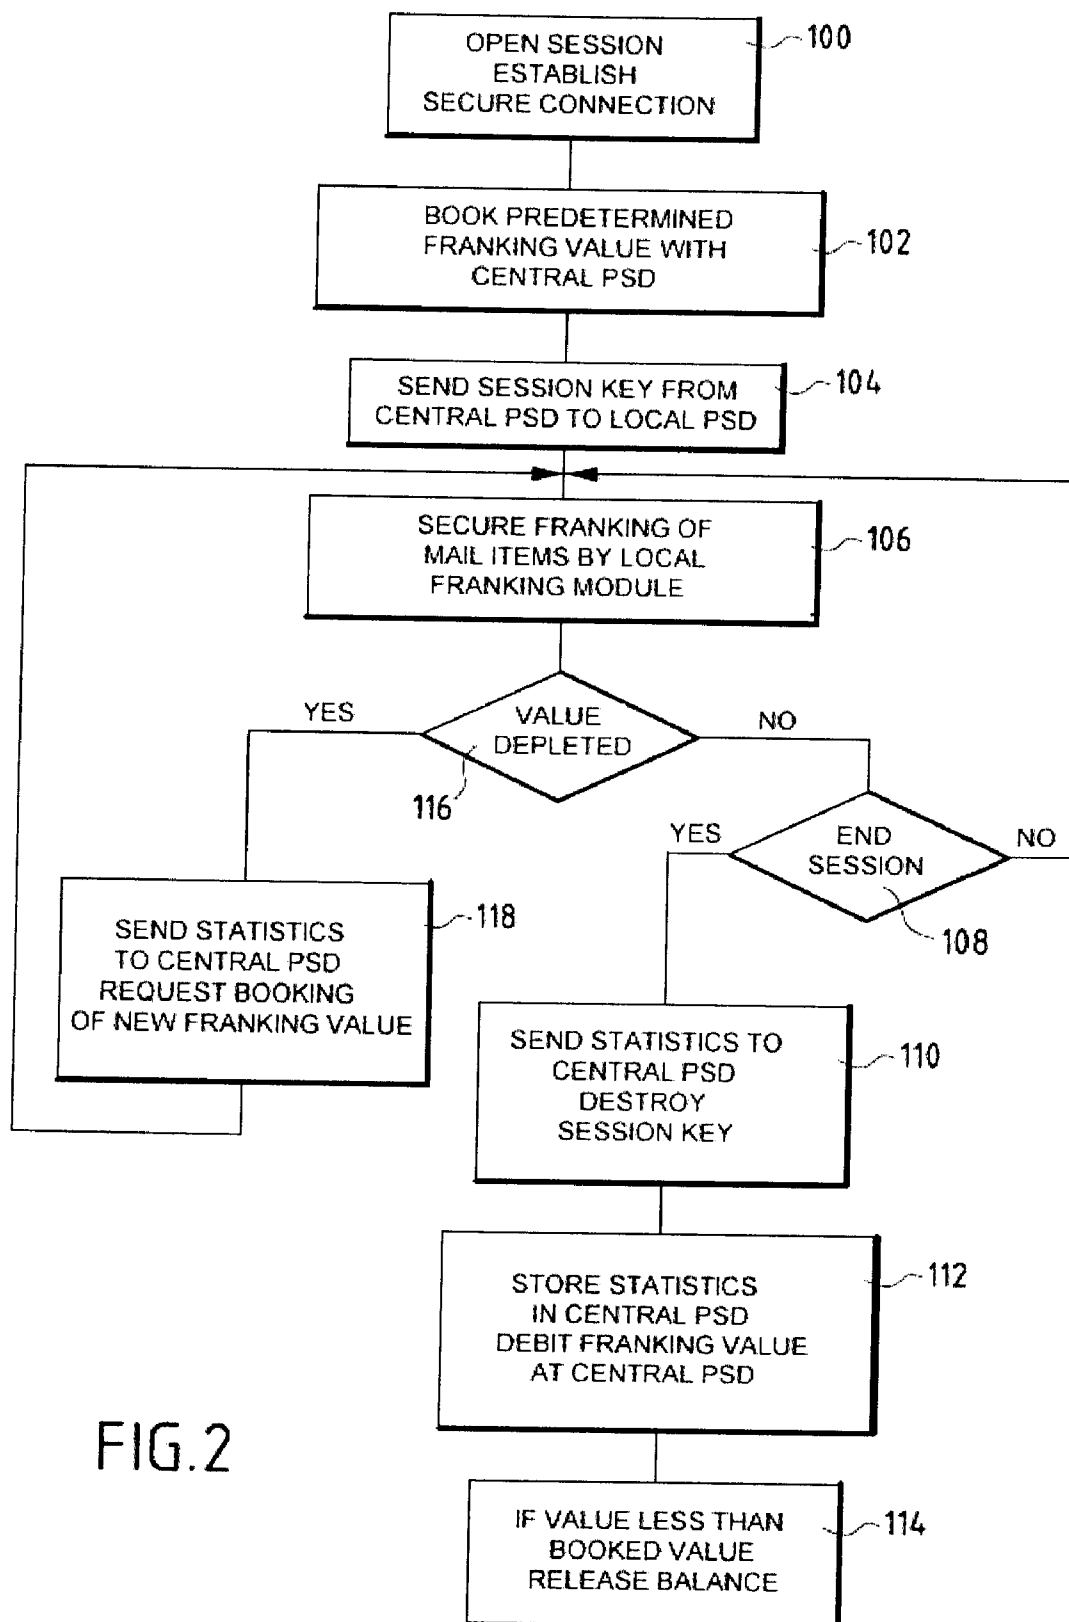 OPEN SESSION
ESTABLISH
SECURE CONNECTION
100
BOOK PREDETERMINED
FRANKING VALUE WITH
CENTRAL PSD
102
SEND SESSION KEY FROM
CENTRAL PSD TO LOCAL PSD
104
SECURE FRANKING OF
MAIL ITEMS BY LOCAL
FRANKING MODULE
106
YES
VALUE
DEPLETED
NO
116
YES
END
SESSION
NO
108
SEND STATISTICS
TO CENTRAL PSD
REQUEST BOOKING
OF NEW FRANKING VALUE
118
SEND STATISTICS TO
CENTRAL PSD
DESTROY
SESSION KEY
110
STORE STATISTICS
IN CENTRAL PSD
DEBIT FRANKING VALUE
AT CENTRAL PSD
112
FIG.2
IF VALUE LESS THAN
BOOKED VALUE
RELEASE BALANCE
114